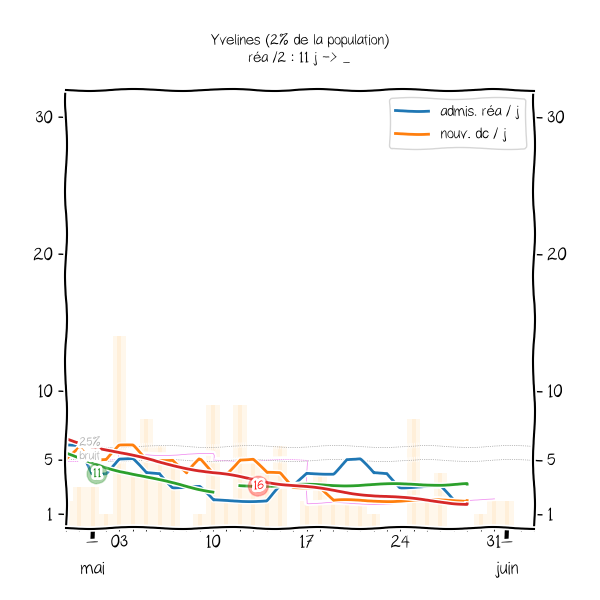 Yvelines (2% de la population)
réa /2 : 11 j -> _
admis. réa / j
nouv. dc / j
30
30
20
20
10
10
25%
bruit
5
5
11
16
1
1
03
10
17
24
31
mai
juin